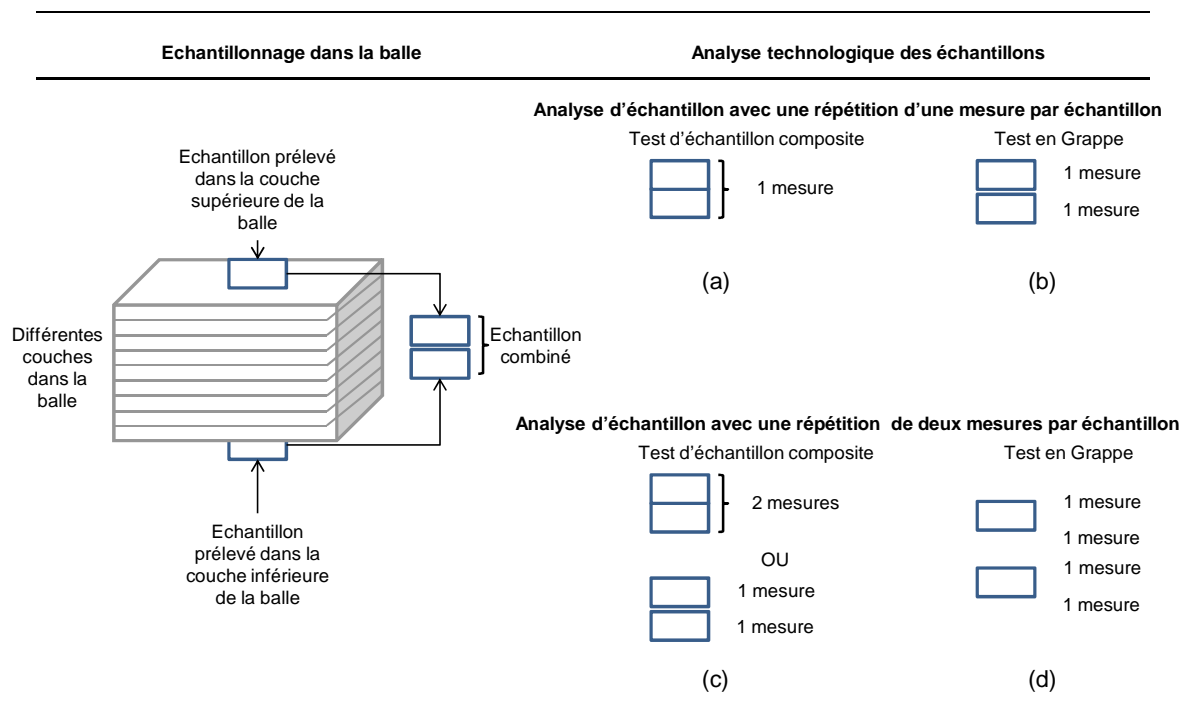 Echantillonnage dans la balle
Analyse technologique des échantillons
Echantillon prélevé
dans la couche
supérieure de la
balle
Différentes
couches
dans la
balle
Echantillon
combiné
Echantillon
prélevé dans la
couche inférieure
de la balle
Analyse d'échantillon avec une répétition d'une mesure par échantillon
Test d'échantillon composite
1 mesure
(a)
Test en Grappe
1 mesure
1 mesure
(b)
Analyse d'échantillon avec une répétition de deux mesures par échantillon
Test d'échantillon composite
2 mesures
OU
1 mesure
1 mesure
(c)
Test en Grappe
1 mesure
1 mesure
1 mesure
1 mesure
(d)